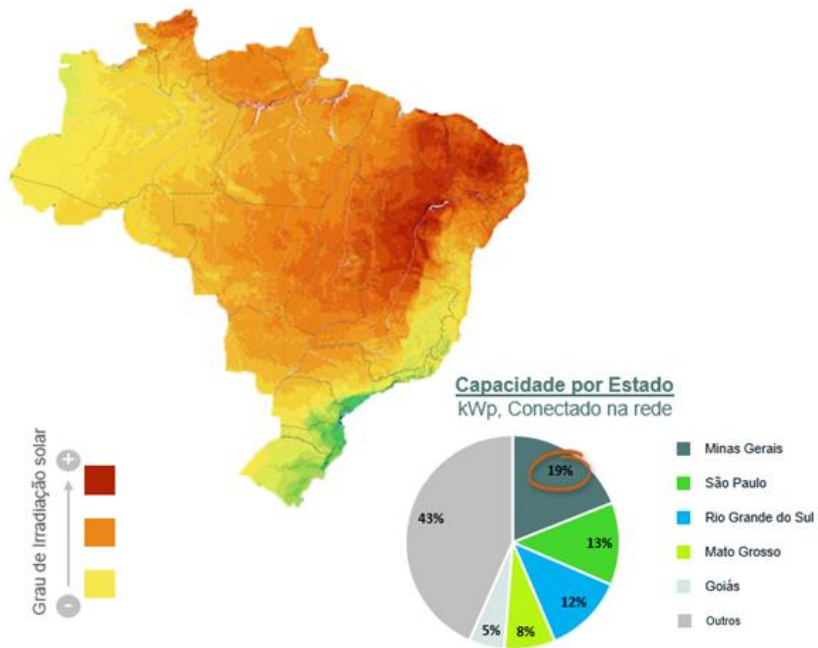 Grau de Irradiação solar
+
-
Capacidade por Estado
kWp, Conectado na rede
19%
13%
12%
8%
5%
43%
Minas Gerais
São Paulo
Rio Grande do Sul
Mato Grosso
Goiás
Outros